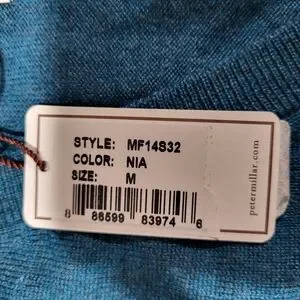 STYLE: MF14S32
COLOR: NIA
SIZE: M
8 86599 83974 6
petermillar.com